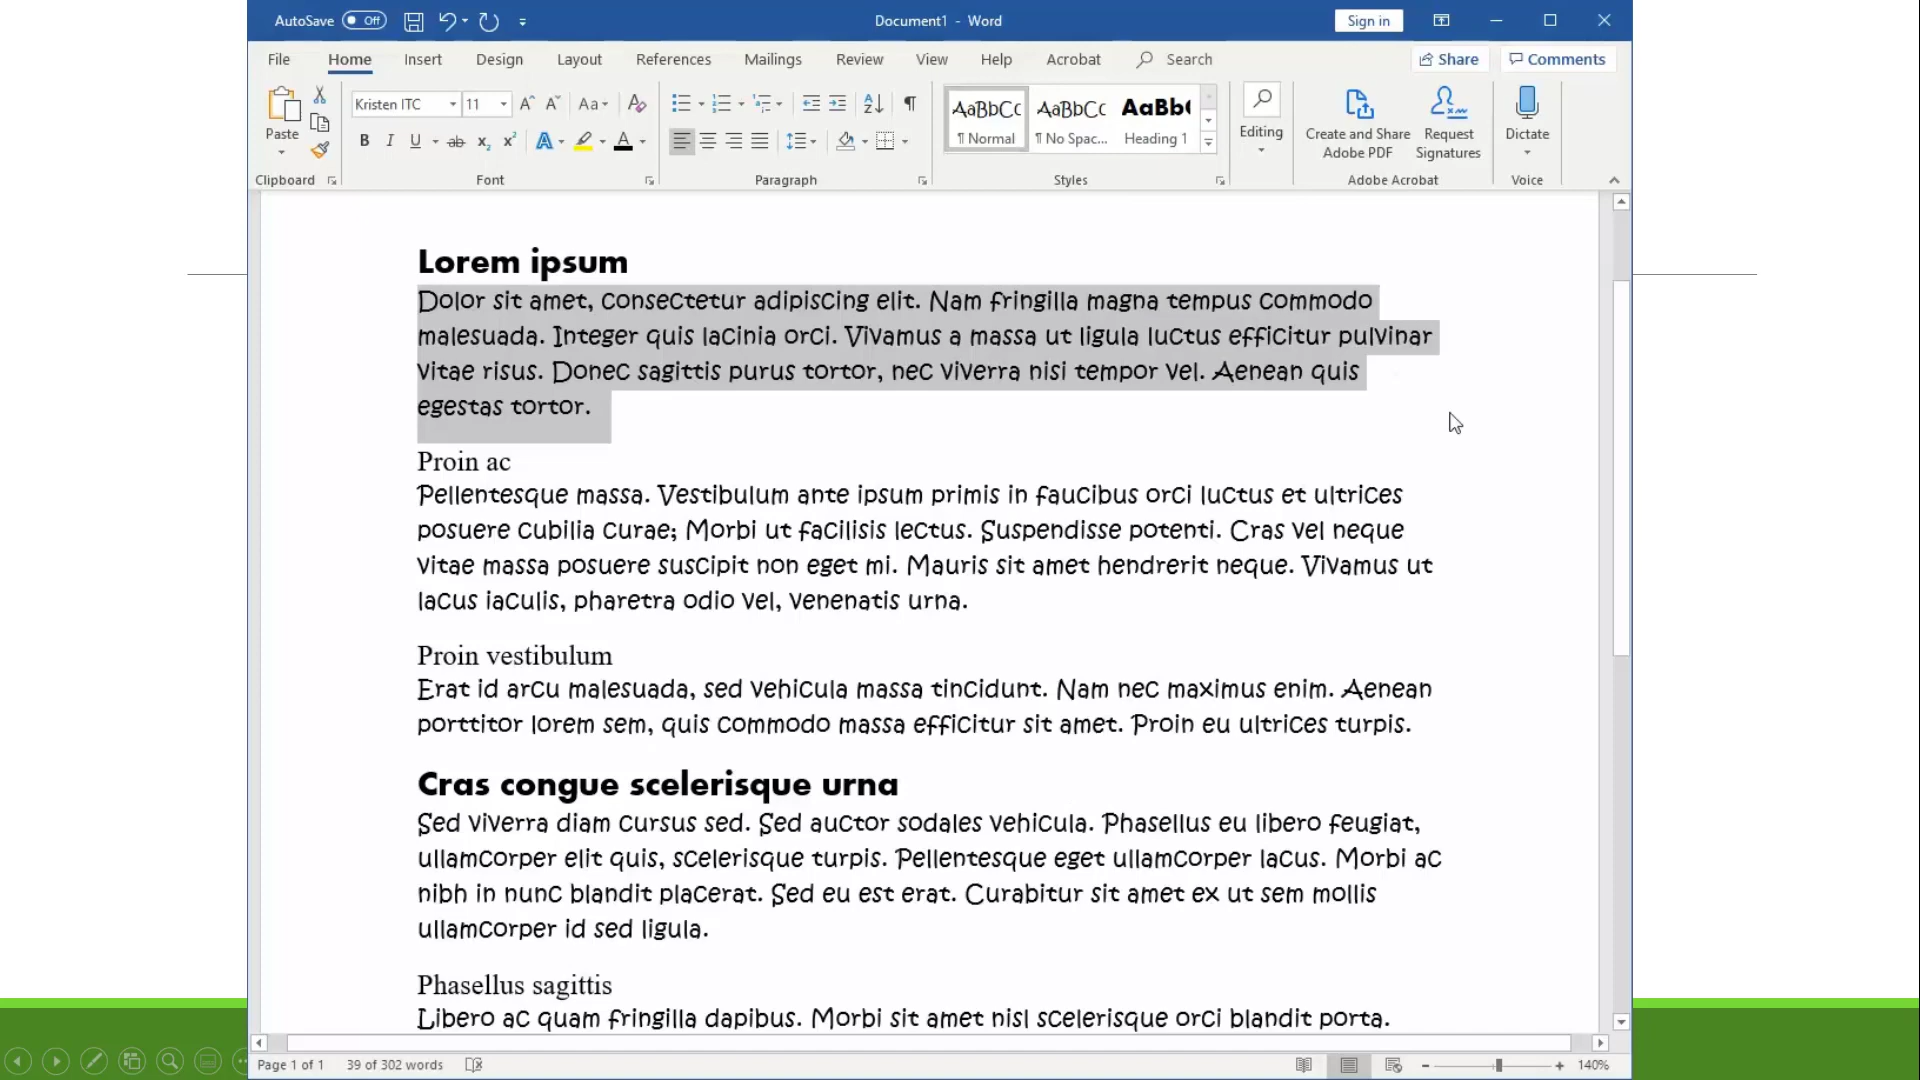 AutoSave Off Document1 - Word Sign in
File Home Insert Design Layout References Mailings Review View Help Acrobat Search Share Comments
Paste
Clipboard
Kristen ITC 11
Font
Paragraph
AaBbCc AaBbCc AaBb(
¶ Normal ¶ No Spac... Heading 1
Styles
Editing
Create and Share Adobe PDF
Request Signatures
Adobe Acrobat
Dictate
Voice
Lorem ipsum
Dolor sit amet, consectetur adipiscing elit. Nam fringilla magna tempus commodo
malesuada. Integer quis lacinia orci. Vivamus a massa ut ligula luctus efficitur pulvinar
vitae risus. Donec sagittis purus tortor, nec viverra nisi tempor vel. Aenean quis
egestas tortor.
Proin ac
Pellentesque massa. Vestibulum ante ipsum primis in faucibus orci luctus et ultrices
posuere cubilia curae; Morbi ut facilisis lectus. Suspendisse potenti. Cras vel neque
vitae massa posuere suscipit non eget mi. Mauris sit amet hendrerit neque. Vivamus ut
lacus iaculis, pharetra odio vel, venenatis urna.
Proin vestibulum
Erat id arcu malesuada, sed vehicula massa tincidunt. Nam nec maximus enim. Aenean
porttitor lorem sem, quis commodo massa efficitur sit amet. Proin eu ultrices turpis.
Cras congue scelerisque urna
Sed viverra diam cursus sed. Sed auctor sodales vehicula. Phasellus eu libero feugiat,
ullamcorper elit quis, scelerisque turpis. Pellentesque eget ullamcorper lacus. Morbi ac
nibh in nunc blandit placerat. Sed eu est erat. Curabitur sit amet ex ut sem mollis
ullamcorper id sed ligula.
Phasellus sagittis
Libero ac quam fringilla dapibus. Morbi sit amet nisl scelerisque orci blandit porta.
Page 1 of 1 39 of 302 words 140%